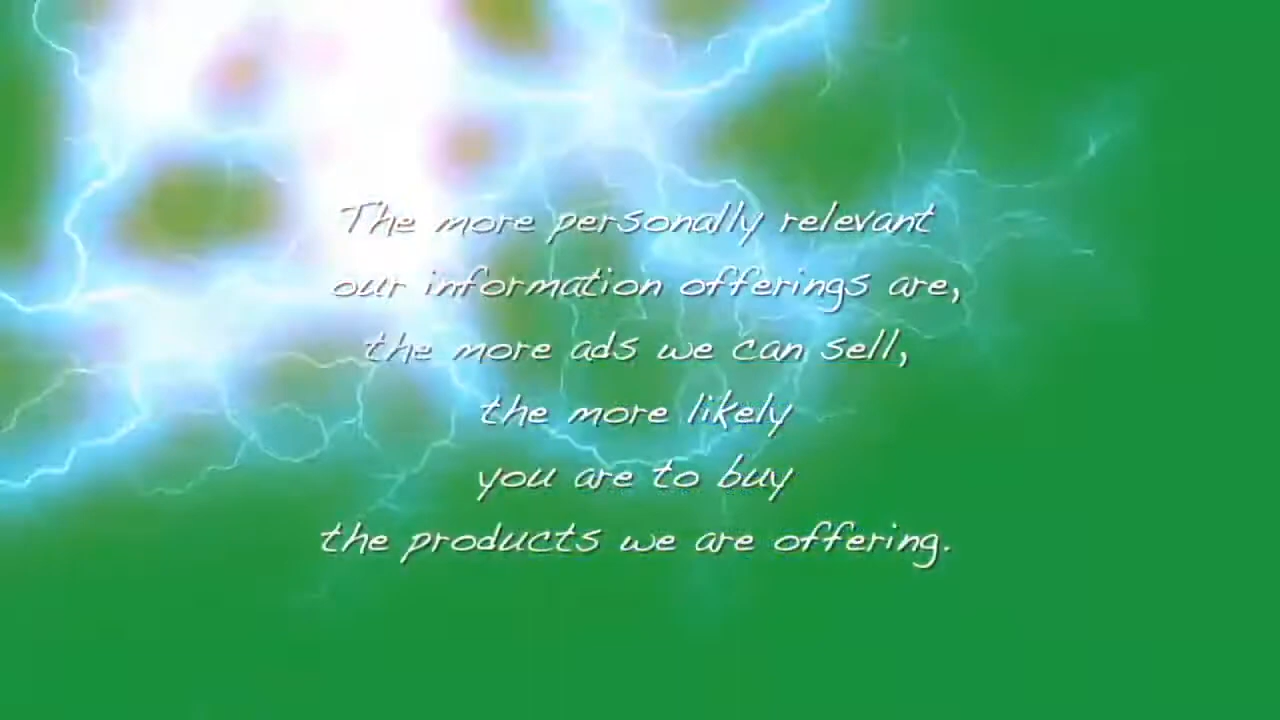 The more personally relevant
our information offerings are,
the more ads we can sell,
the more likely
you are to buy
the products we are offering.